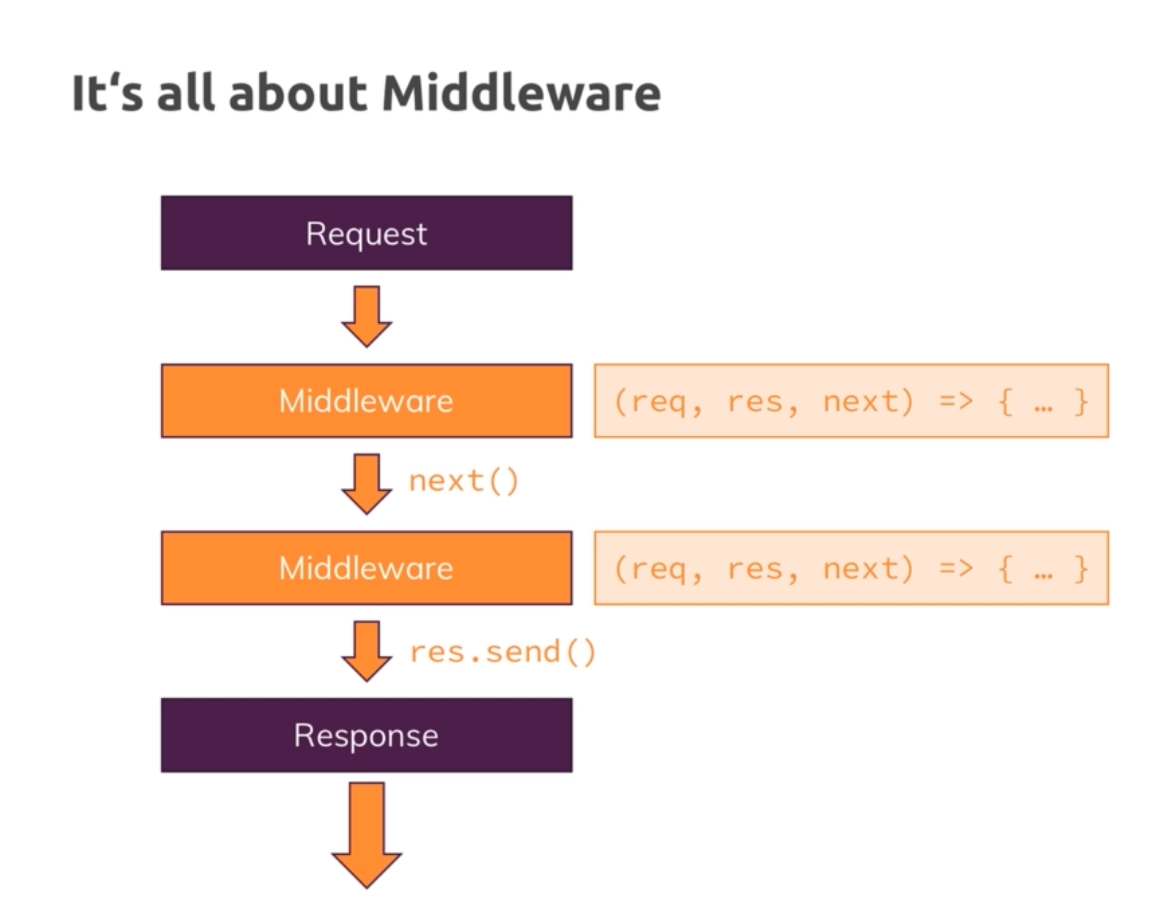 It‘s all about Middleware
Request
Middleware
(req, res, next) => { … }
next()
Middleware
(req, res, next) => { … }
res.send()
Response